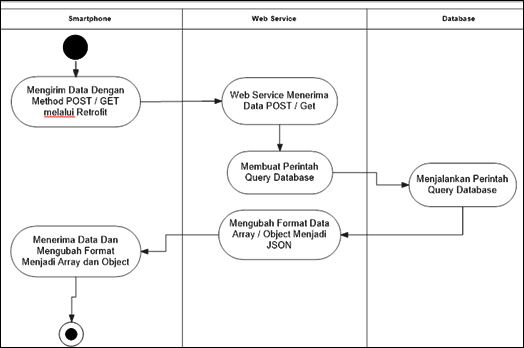 Smartphone
Web Service
Database
Mengirim Data Dengan
Method POST / GET
melalui Retrolit
Web Service Menerima
Data POST / Get
Membuat Perintah
Query Database
Menjalankan Perintah
Query Database
Mengubah Format Data
Array / Object Menjadi
JSON
Menerima Data Dan
Mengubah Format
Menjadi Array dan Object